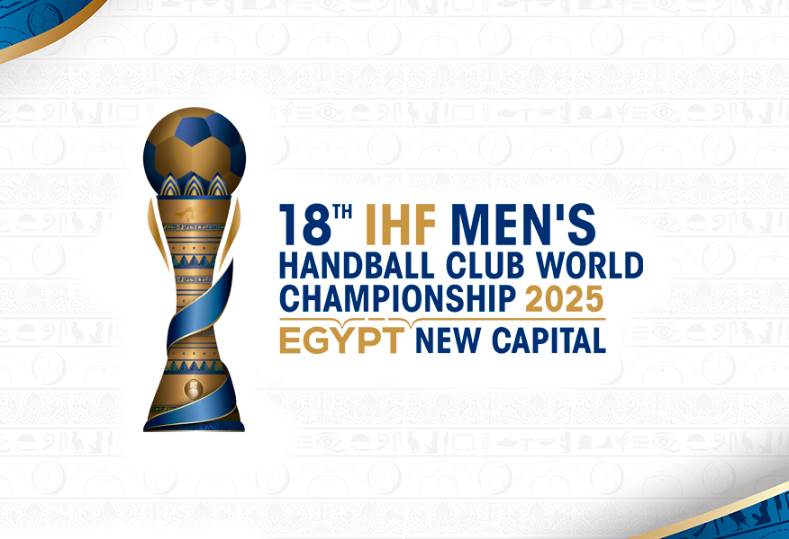 18TH IHF MEN'S
HANDBALL CLUB WORLD
CHAMPIONSHIP 2025
EGYPT NEW CAPITAL